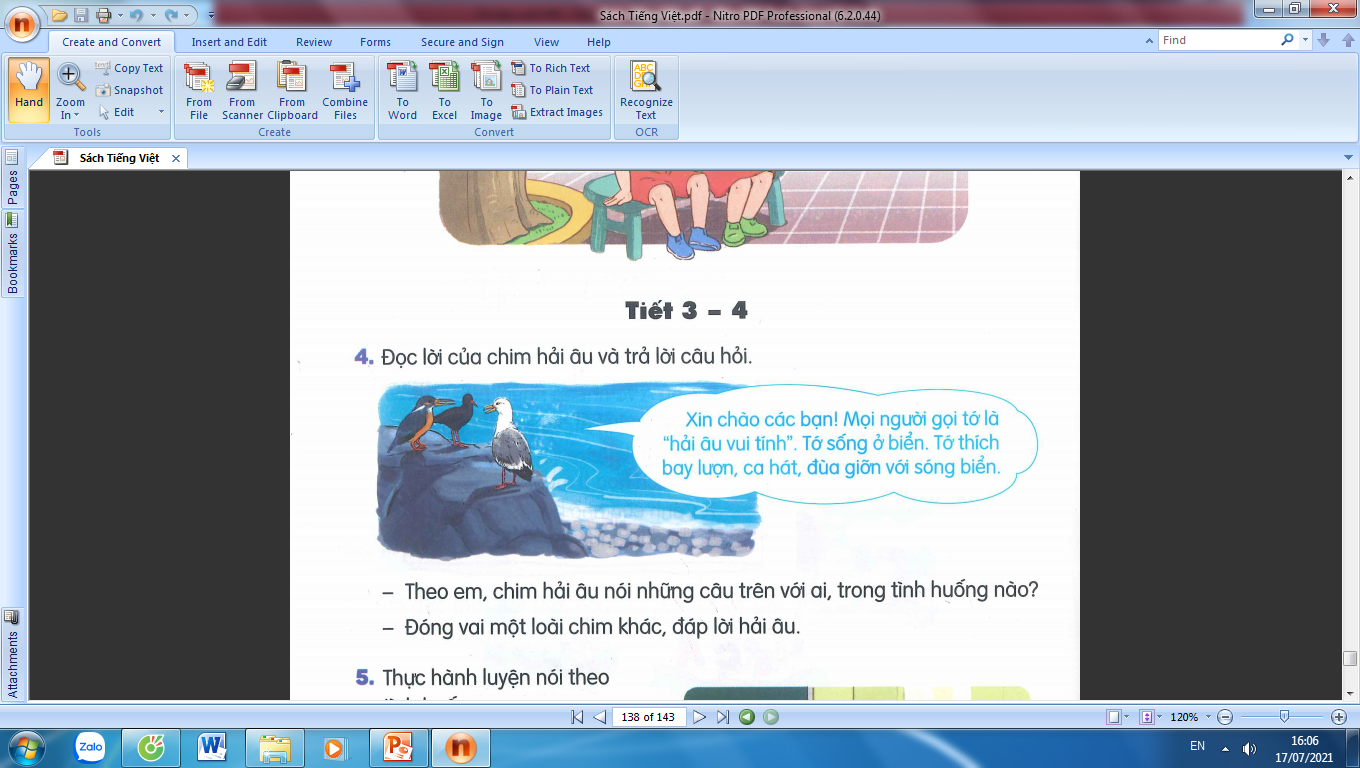 Sách Tiếng Việt.pdf - Nitro PDF Professional (6.2.0.44)
Create and Convert Insert and Edit Review Forms Secure and Sign View Help
Find
Hand
Zoom In
Copy Text
Snapshot
Edit
Tools
From File
From Scanner
From Clipboard
Combine Files
Create
To Word
To Excel
To Image
To Rich Text
To Plain Text
Extract Images
Convert
Recognize Text
OCR
Sách Tiếng Việt
Pages
Bookmarks
Attachments
Tiết 3 – 4
4. Đọc lời của chim hải âu và trả lời câu hỏi.
Xin chào các bạn! Mọi người gọi tớ là
"hải âu vui tính". Tớ sống ở biển. Tớ thích
bay lượn, ca hát, đùa giỡn với sóng biển.
– Theo em, chim hải âu nói những câu trên với ai, trong tình huống nào?
– Đóng vai một loài chim khác, đáp lời hải âu.
5. Thực hành luyện nói theo
138 of 143
120%
Zalo
EN
16:06
17/07/2021